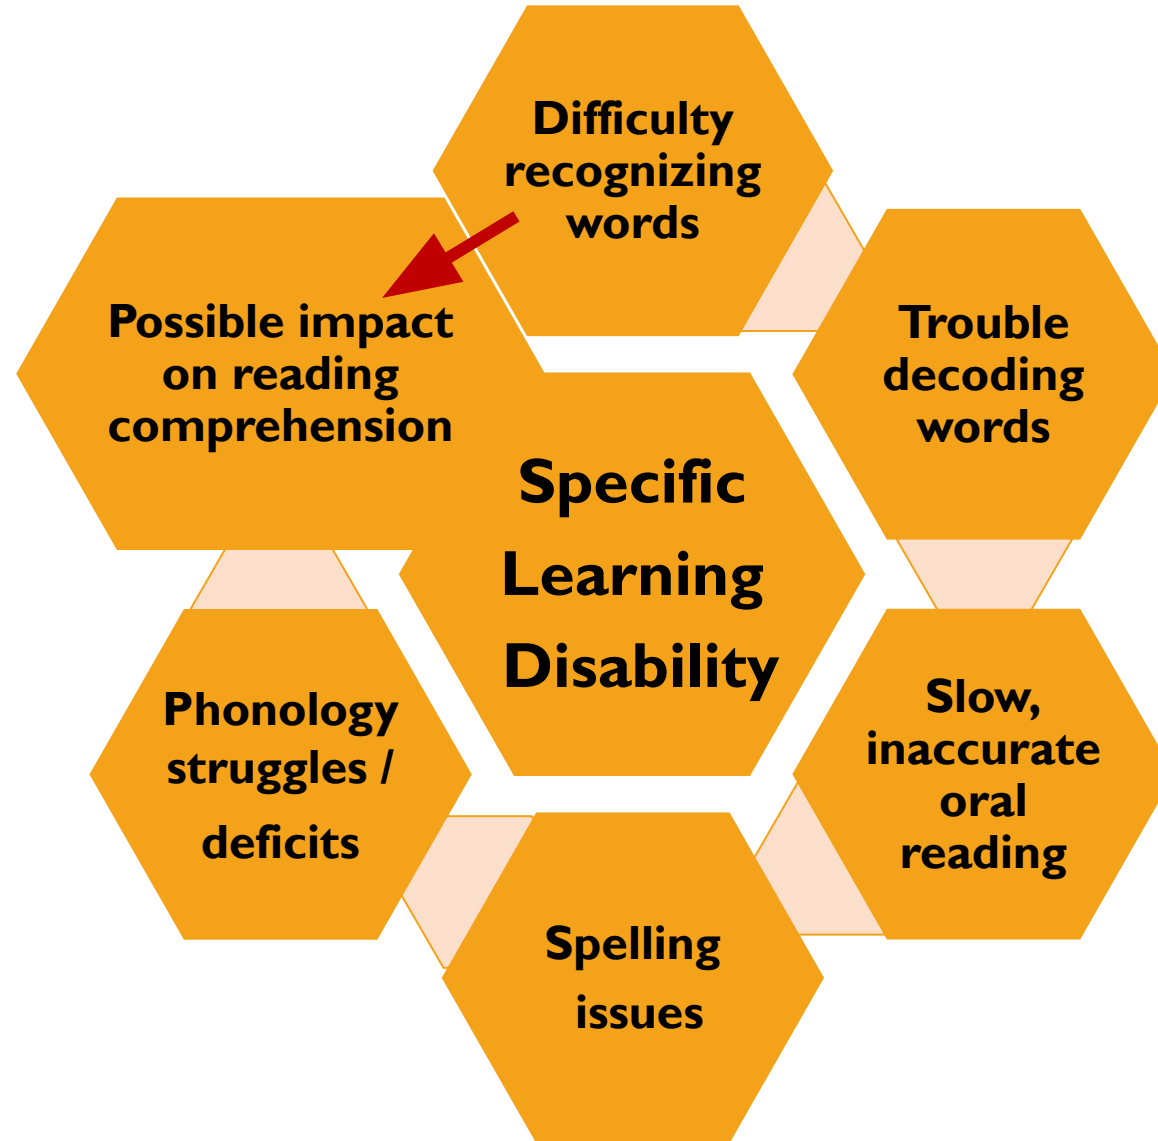 Difficulty
recognizing
words
Possible impact
on reading
comprehension
Trouble
decoding
words
Specific
Learning
Disability
Phonology
struggles /
deficits
Slow,
inaccurate
oral
reading
Spelling
issues